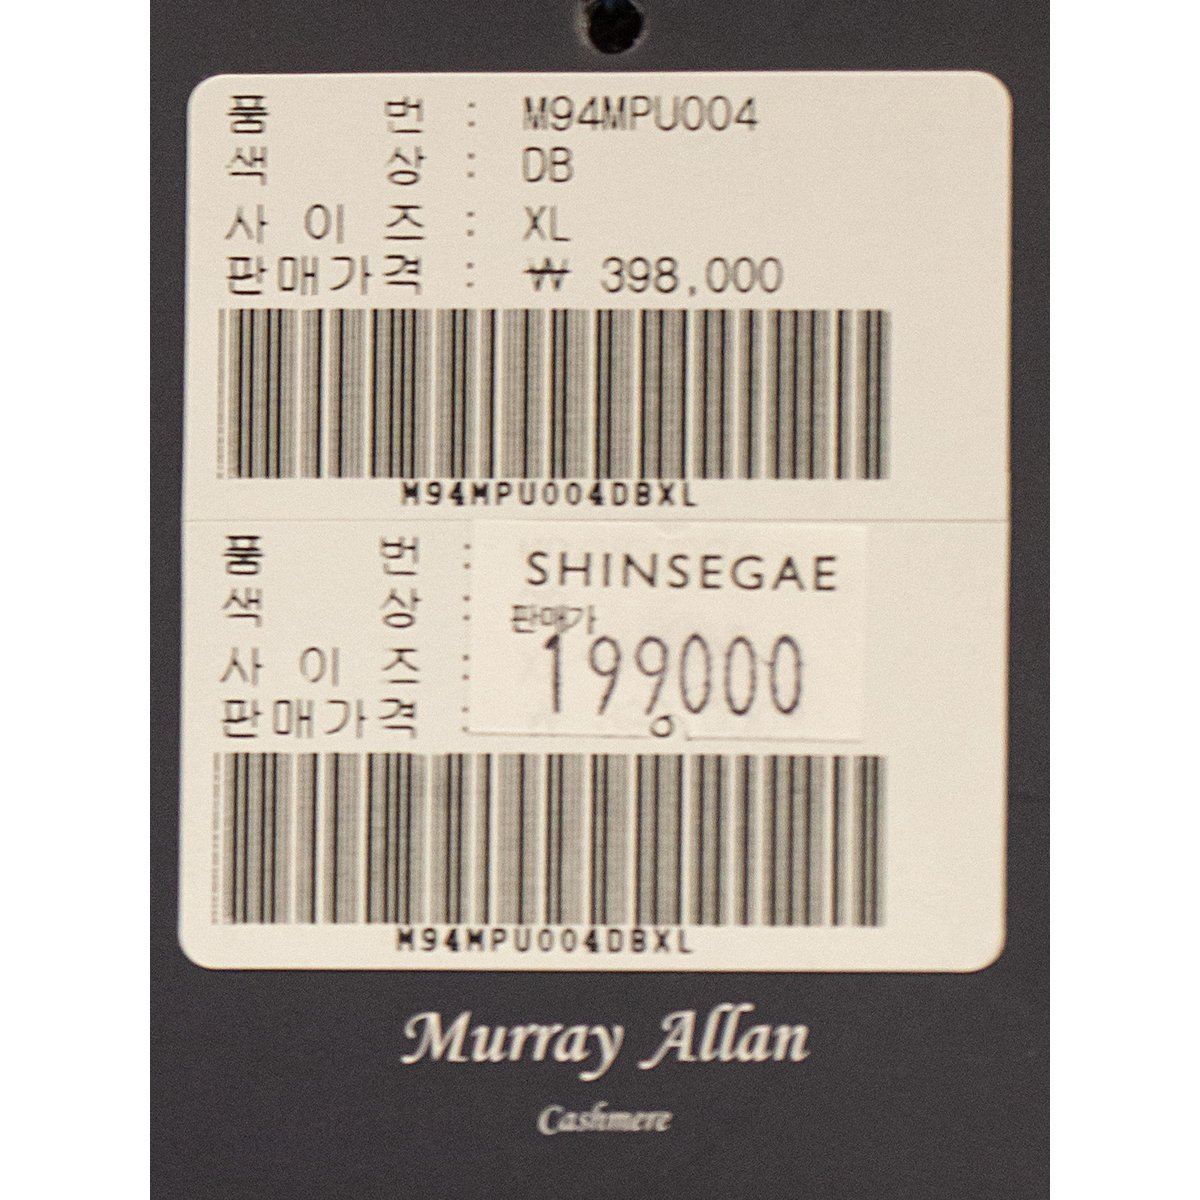 품 번 : M94MPU004
색 상 : DB
사 이 즈 : XL
판매가격 : ₩ 398,000
M94MPU004DBXL
품 번 :
색 상 :
사 이 즈 :
판매가격 :
SHINSEGAE
판매가
199,000
M94MPU004DBXL
Murray Allan
Cashmere